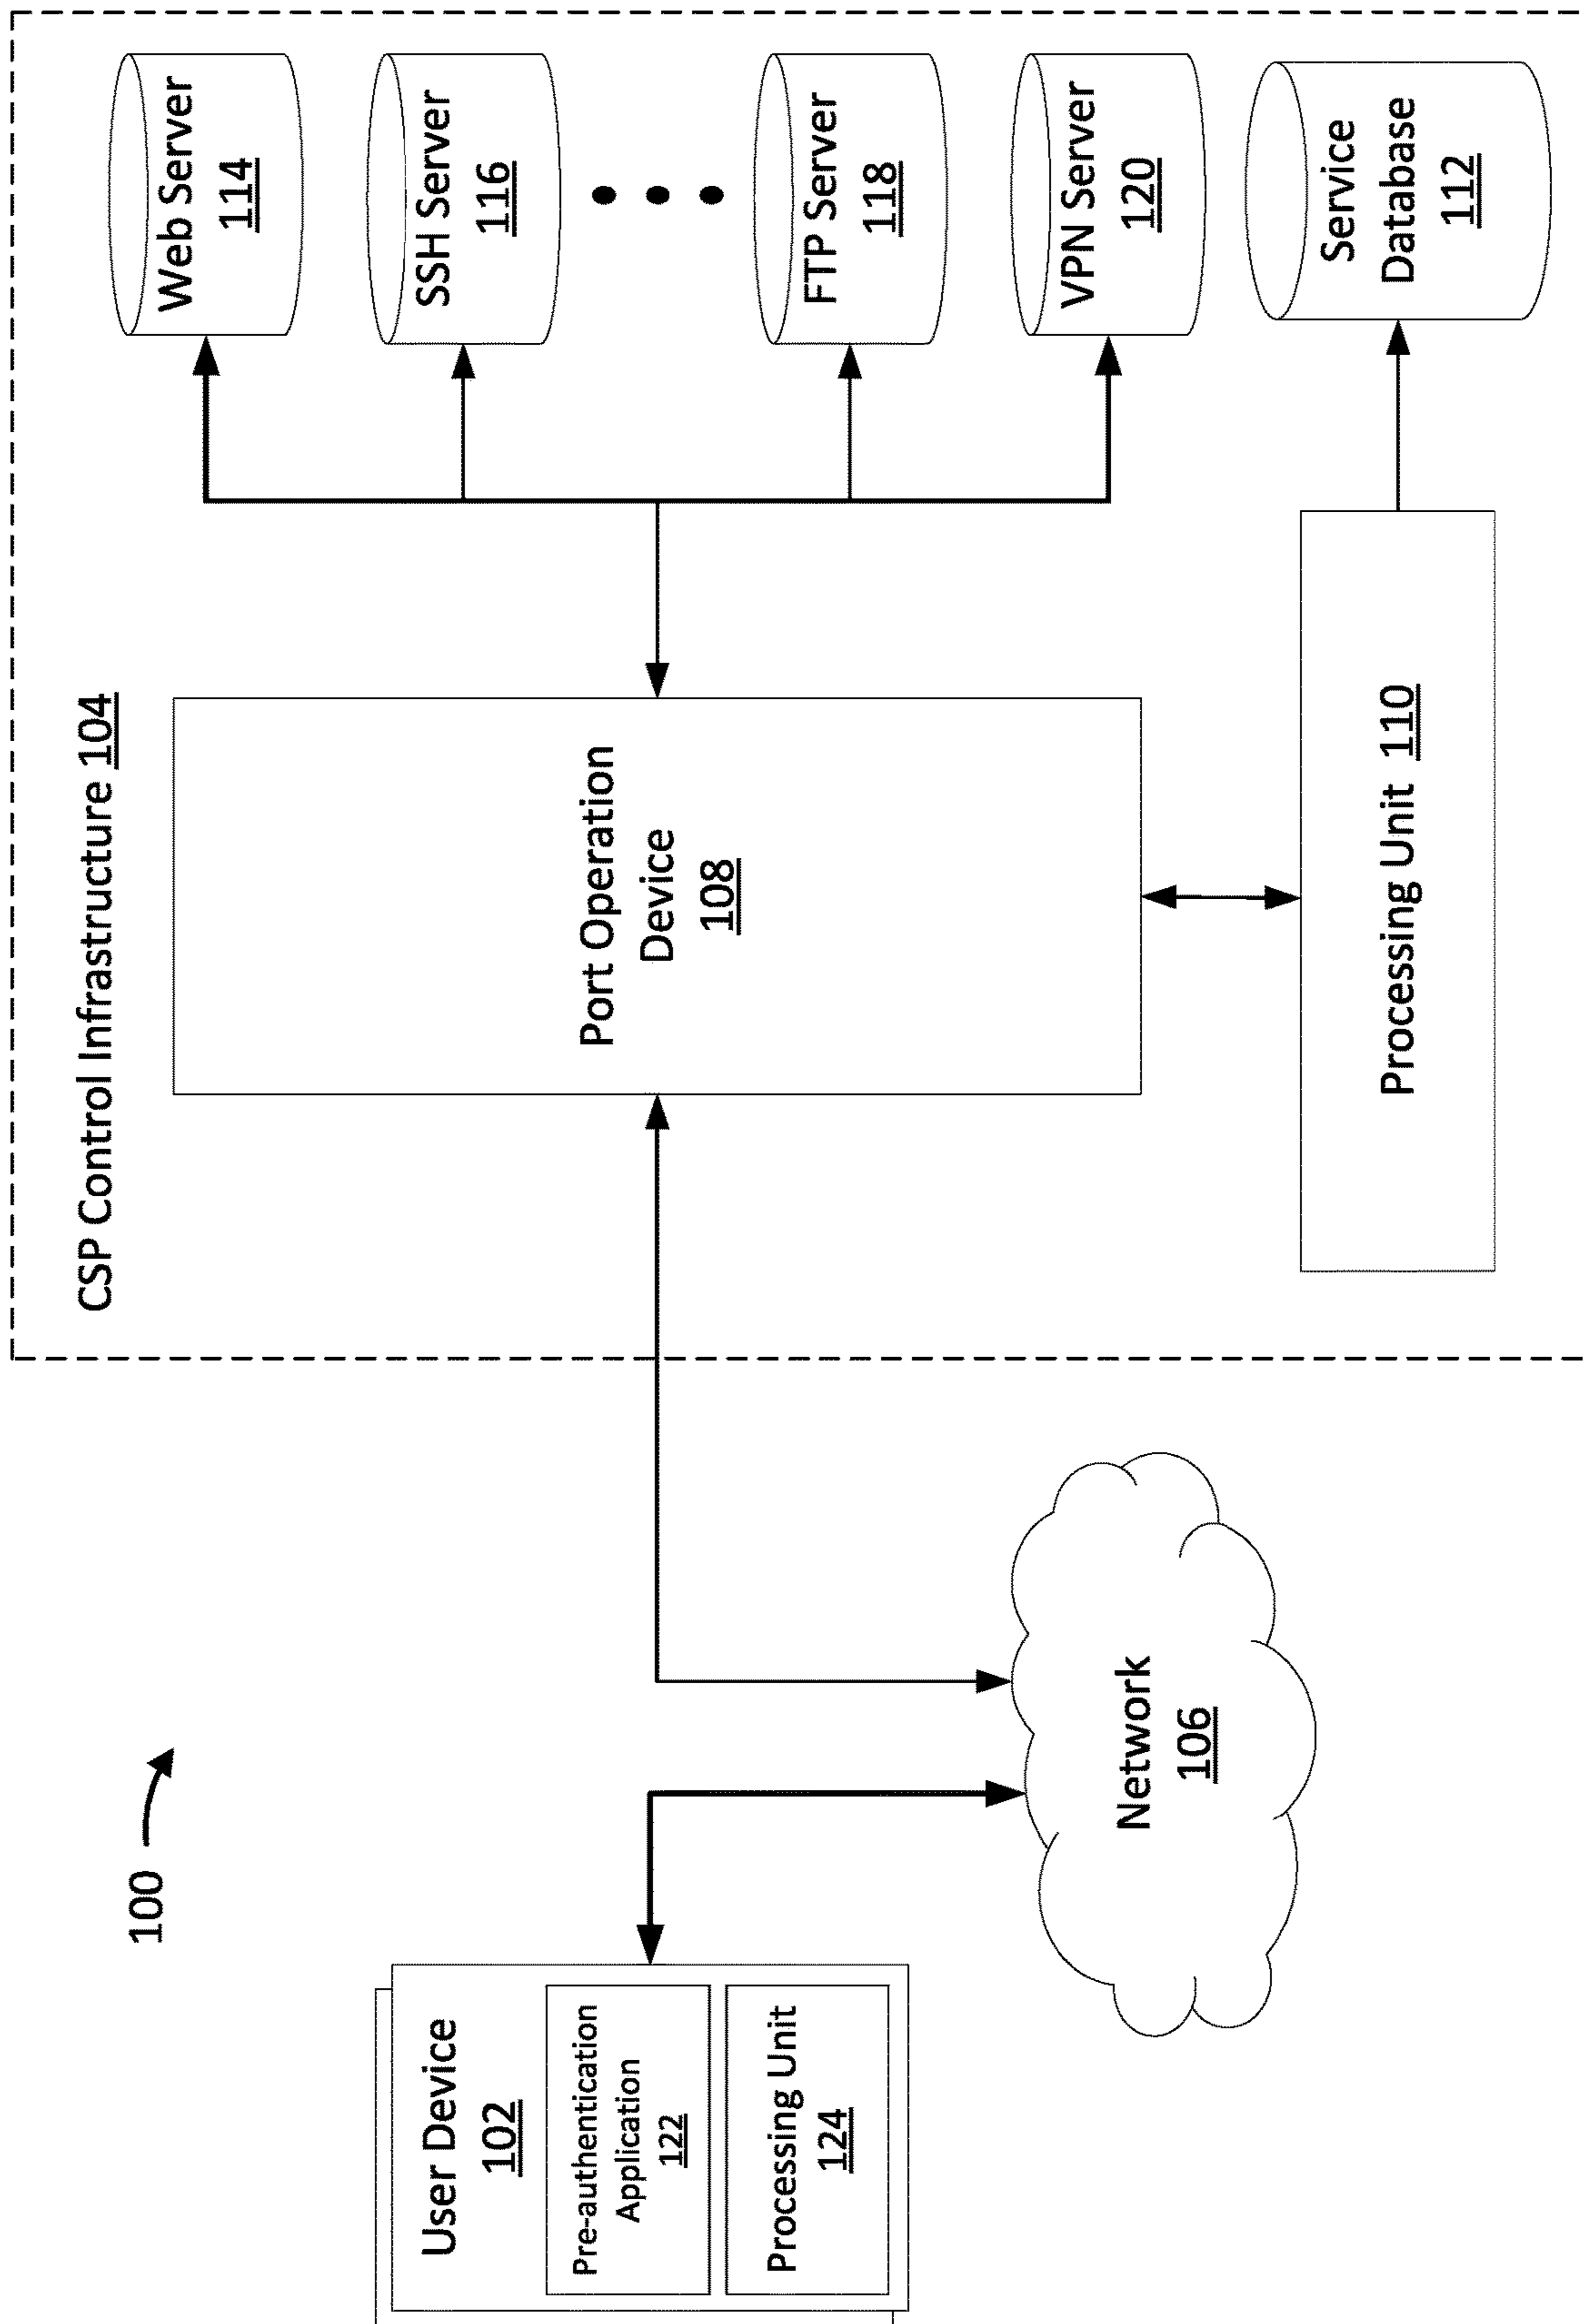 100
User Device
102
Pre-authentication
Application
122
Processing Unit
124
Network
106
CSP Control Infrastructure 104
Port Operation
Device
108
Processing Unit 110
Web Server
114
SSH Server
116
FTP Server
118
VPN Server
120
Service
Database
112